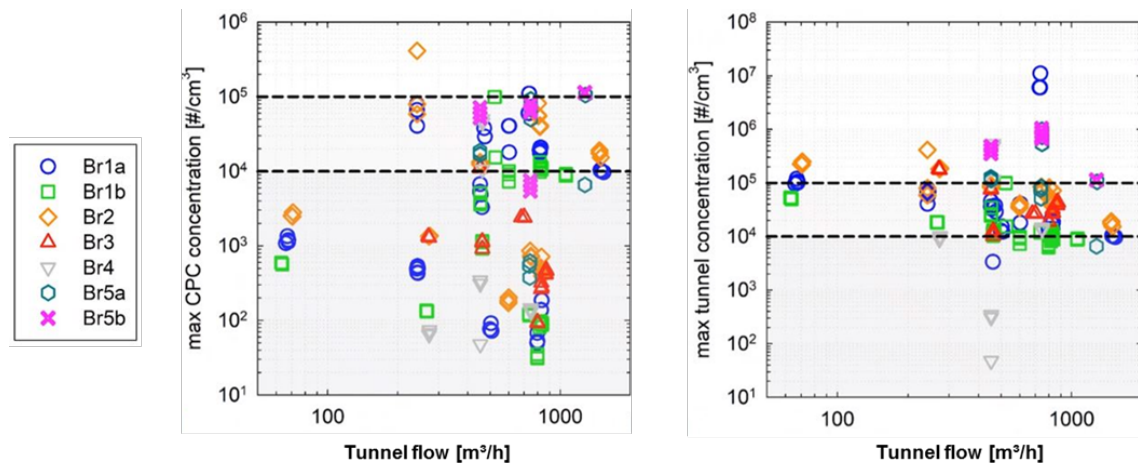 Br1a
Br1b
Br2
Br3
Br4
Br5a
Br5b
max CPC concentration [#/cm³]
10⁶
10⁵
10⁴
10³
10²
10¹
100
1000
Tunnel flow [m³/h]
max tunnel concentration [#/cm³]
10⁸
10⁷
10⁶
10⁵
10⁴
10³
10²
10¹
100
1000
Tunnel flow [m³/h]